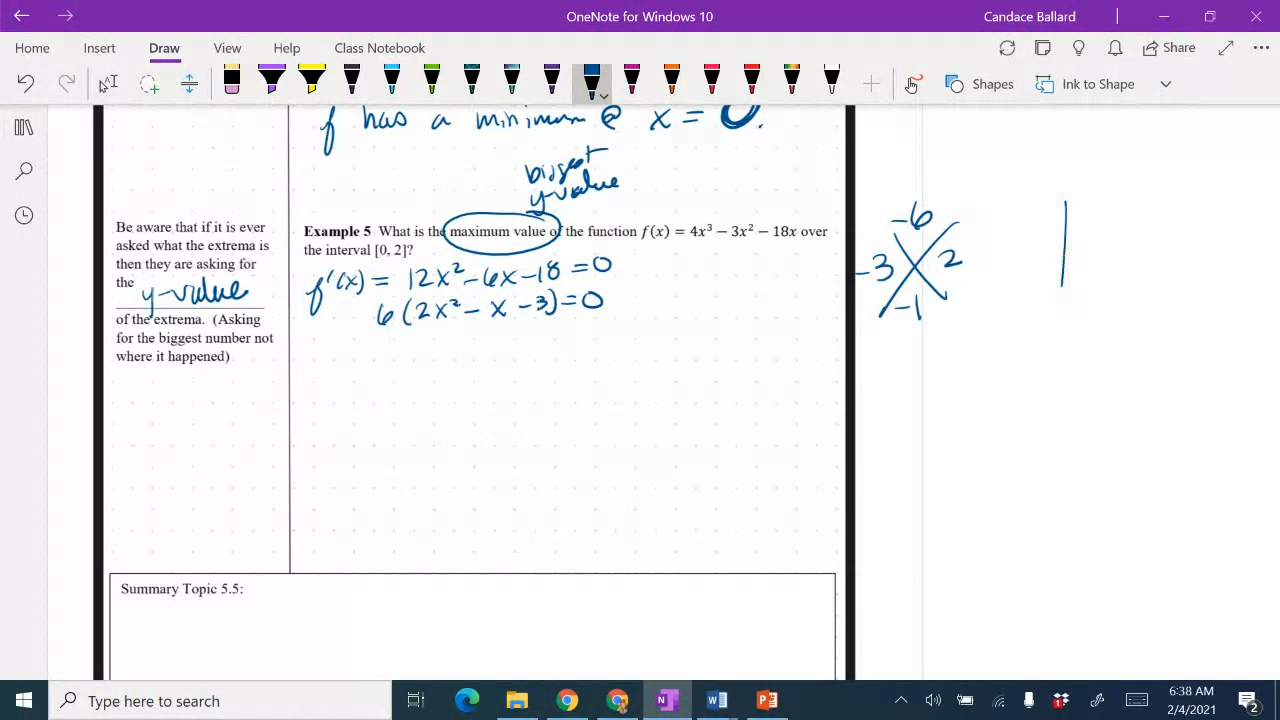 OneNote for Windows 10
Candace Ballard
Home Insert Draw View Help Class Notebook
Share
Shapes
Ink to Shape
f has a minimum @ x = 0.
biggest
y-value
Be aware that if it is ever
asked what the extrema is
then they are asking for
the y-value
of the extrema. (Asking
for the biggest number not
where it happened)
Example 5 What is the maximum value of the function f(x) = 4x³ − 3x² − 18x over
the interval [0, 2]?
f'(x) = 12x² - 6x - 18 = 0
6(2x² - x - 3) = 0
-6
-3 2
-1
Summary Topic 5.5:
Type here to search
6:38 AM
2/4/2021
2